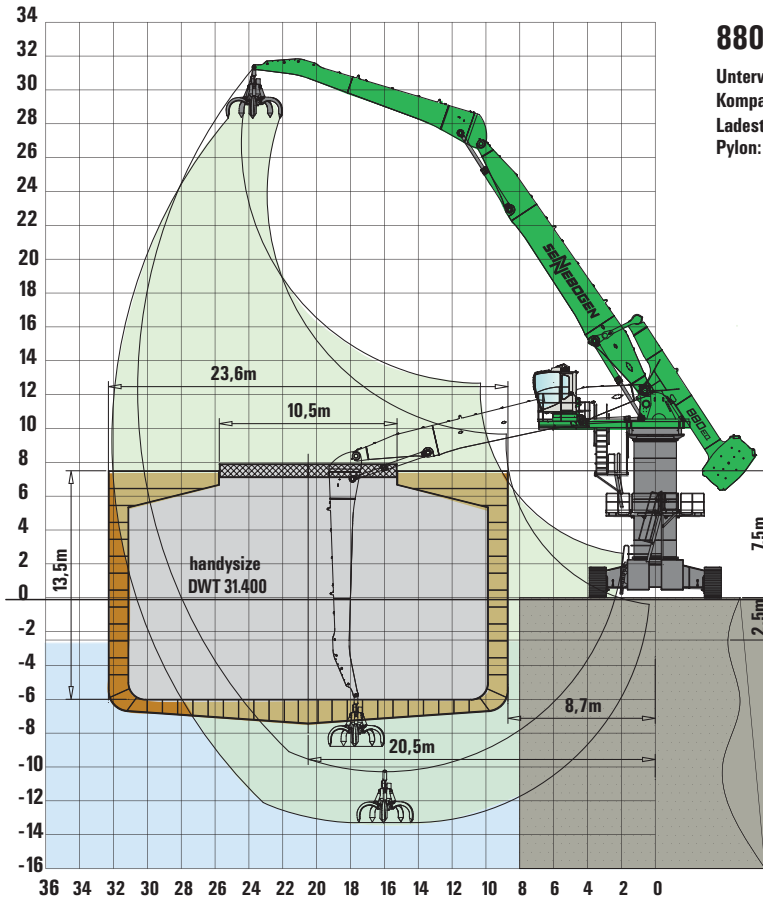 34
32
30
28
26
24
22
20
18
16
14
12
10
8
6
4
2
0
-2
-4
-6
-8
-10
-12
-14
-16
36 34 32 30 28 26 24 22 20 18 16 14 12 10 8 6 4 2 0
880
Kompa
Ladest
Pylon:
SENNEBOGEN
880 EQ
23,6m
10,5m
13,5m
handysize
DWT 31.400
7,5m
2,5m
8,7m
20,5m